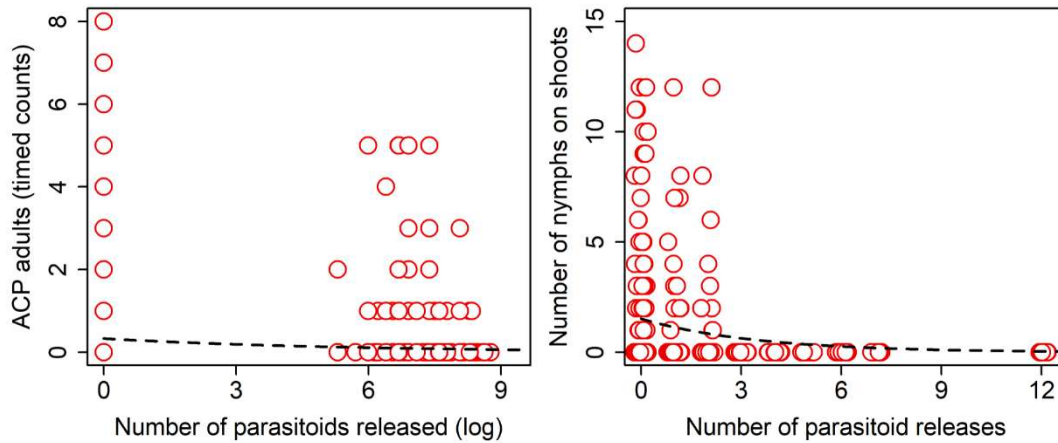 ACP adults (timed counts)
8
6
4
2
0
0 3 6 9
Number of parasitoids released (log)
Number of nymphs on shoots
15
10
5
0
0 3 6 9 12
Number of parasitoid releases